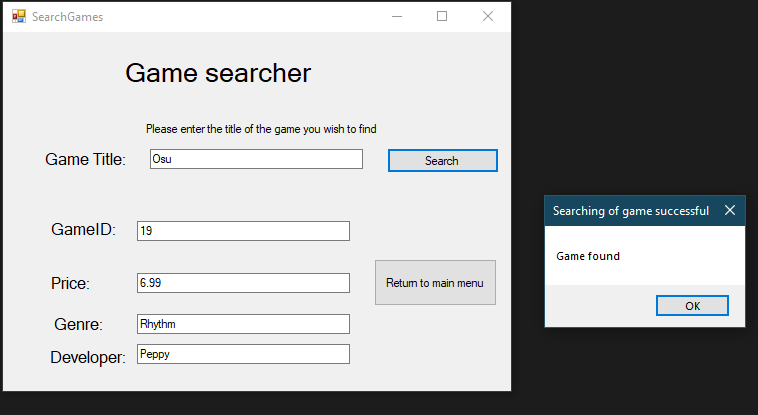 SearchGames
Game searcher
Please enter the title of the game you wish to find
Game Title: Osu Search
GameID: 19
Price: 6.99
Return to main menu
Genre: Rhythm
Developer: Peppy
Searching of game successful
Game found
OK